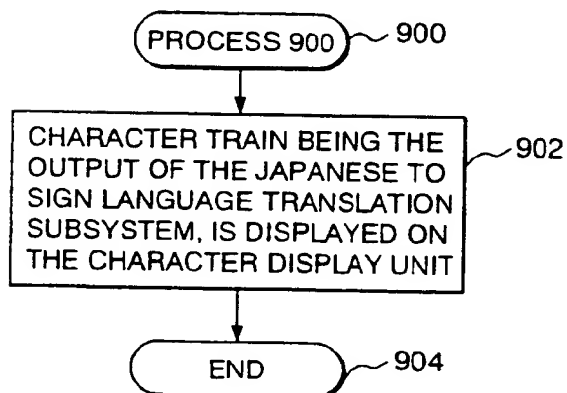 PROCESS 900
900
CHARACTER TRAIN BEING THE
OUTPUT OF THE JAPANESE TO
SIGN LANGUAGE TRANSLATION
SUBSYSTEM, IS DISPLAYED ON
THE CHARACTER DISPLAY UNIT
902
END
904